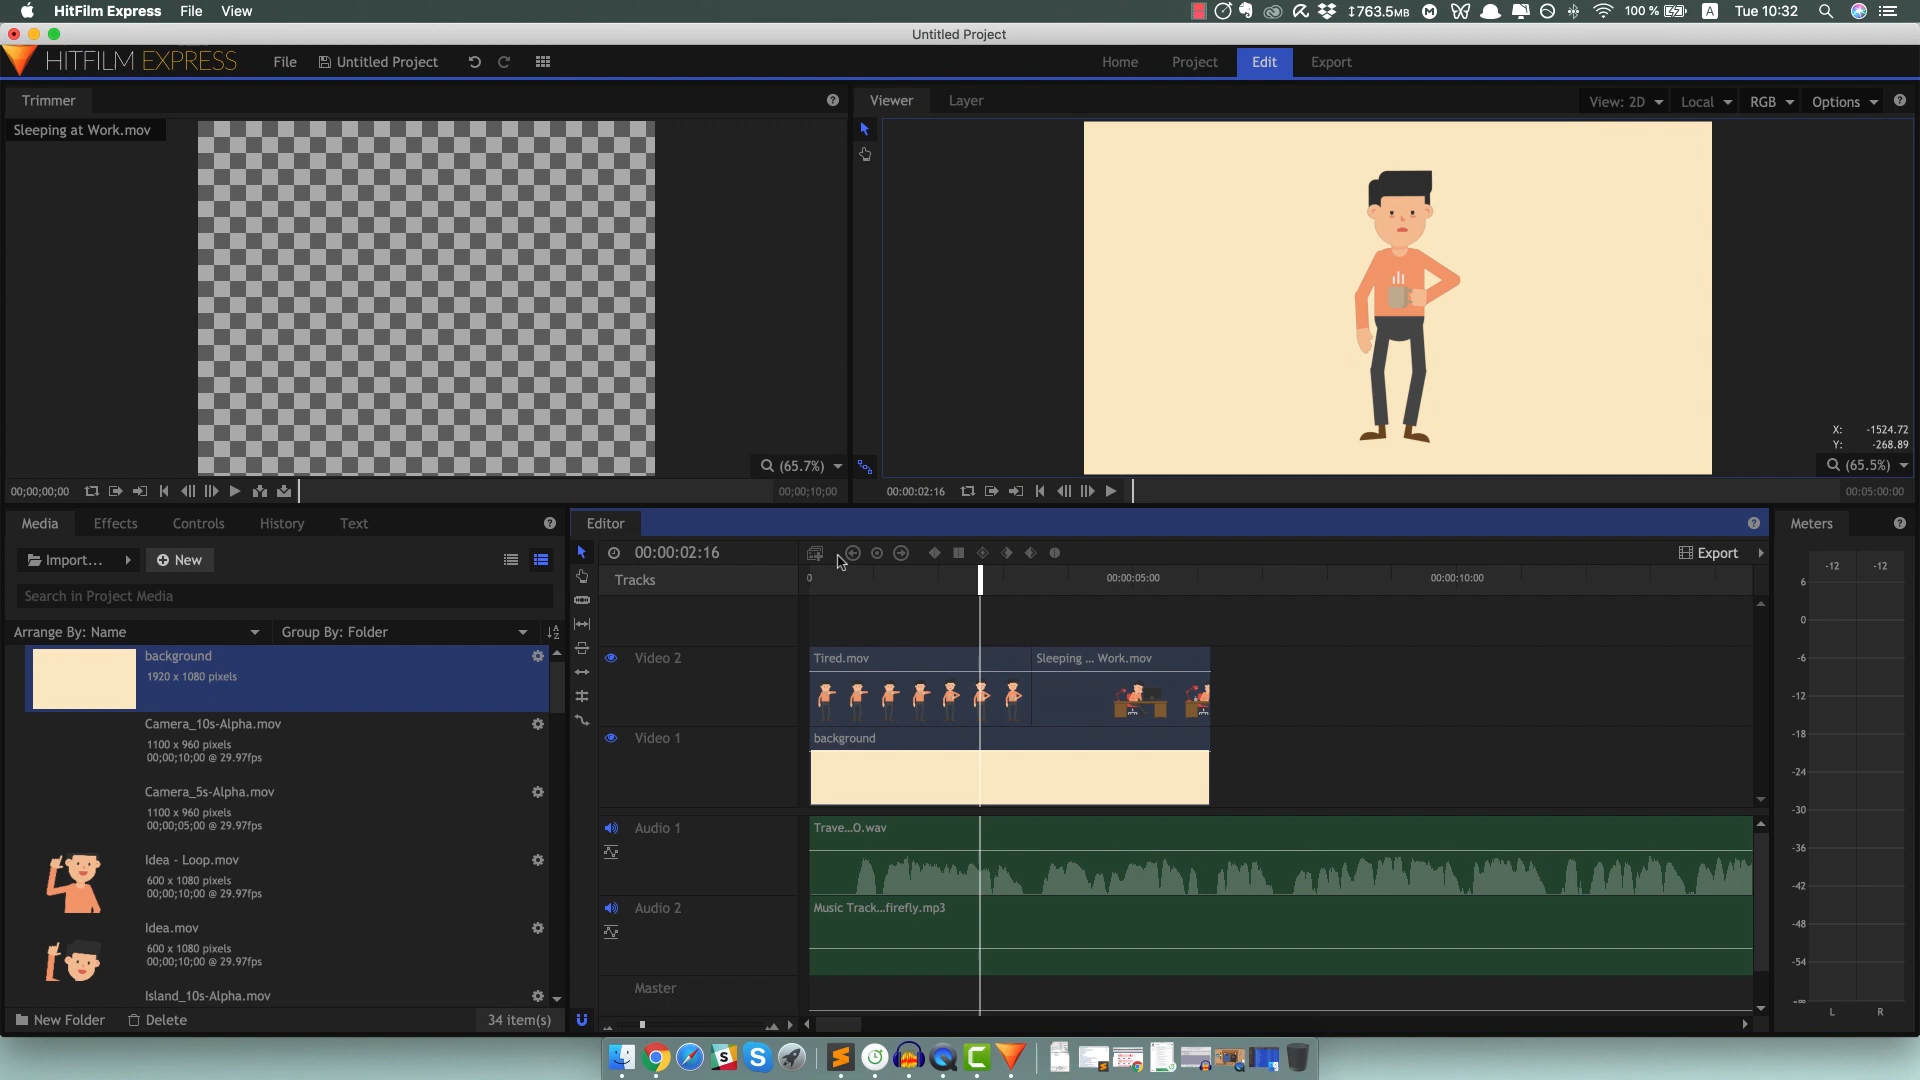 HitFilm Express File View
763.5MB 100 % A Tue 10:32
Untitled Project
HITFILM EXPRESS File Untitled Project Home Project Edit Export
Trimmer
Sleeping at Work.mov
(65.7%)
00;00;00;00 00;00;10;00
Viewer Layer View: 2D Local RGB Options
X: -1524.72
Y: -268.89
(65.5%)
00:00:02:16 00:05:00:00
Media Effects Controls History Text
Import... New
Search in Project Media
Arrange By: Name Group By: Folder
background
1920 x 1080 pixels
Camera_10s-Alpha.mov
1100 x 960 pixels
00;00;10;00 @ 29.97fps
Camera_5s-Alpha.mov
1100 x 960 pixels
00;00;05;00 @ 29.97fps
Idea - Loop.mov
600 x 1080 pixels
00;00;10;00 @ 29.97fps
Idea.mov
600 x 1080 pixels
00;00;10;00 @ 29.97fps
Island_10s-Alpha.mov
New Folder Delete 34 item(s)
Editor
00:00:02:16 Export
Tracks 0 00:00:05:00 00:00:10:00
Video 2 Tired.mov Sleeping ... Work.mov
Video 1 background
Audio 1 Trave...O.wav
Audio 2 Music Track...firefly.mp3
Master
Meters
-12 -12
6
0
-6
-12
-18
-24
-30
-36
-42
-48
-54
-∞
L R